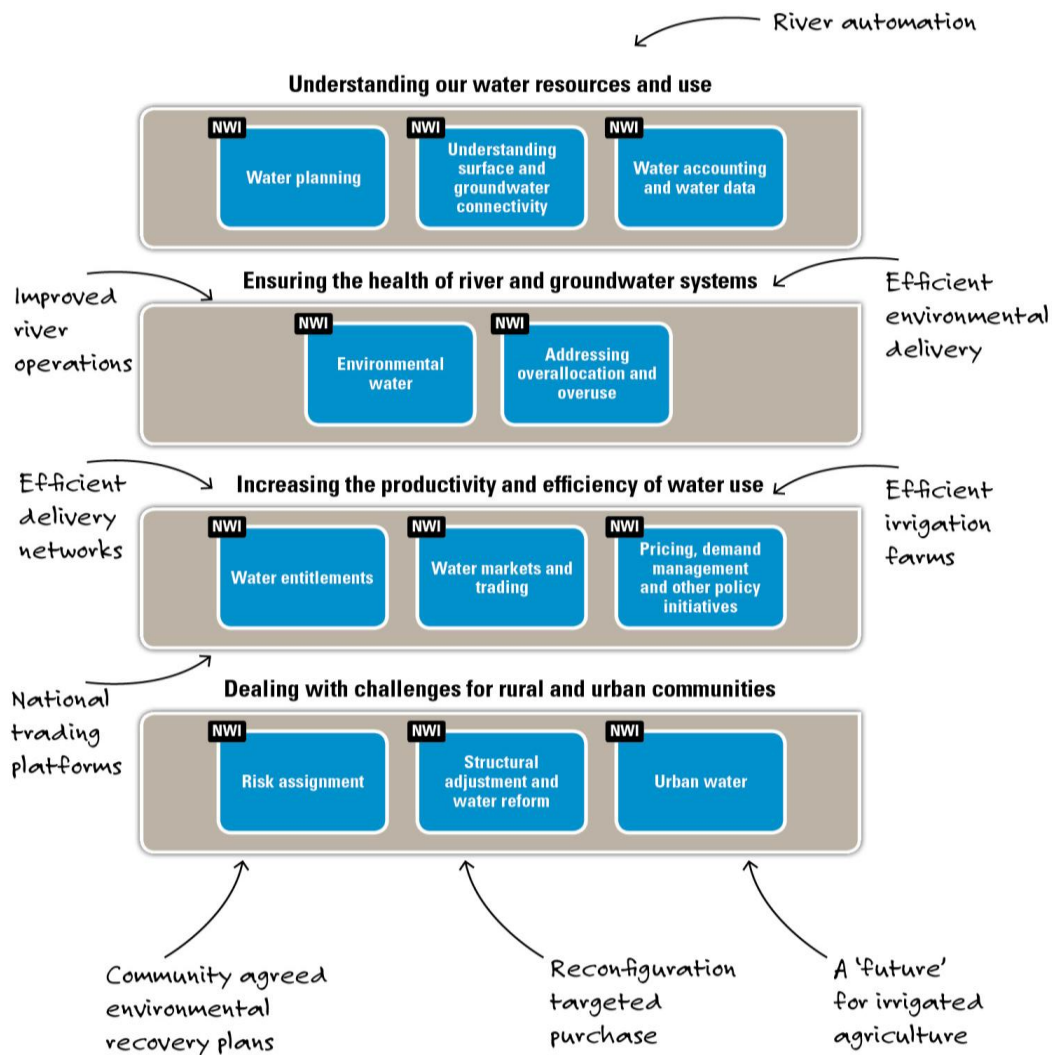 River automation
Understanding our water resources and use
NWI
Water planning
NWI
Understanding
surface and
groundwater
connectivity
NWI
Water accounting
and water data
Improved
river
operations
Ensuring the health of river and groundwater systems
Efficient
environmental
delivery
NWI
Environmental
water
NWI
Addressing
overallocation and
overuse
Efficient
delivery
networks
Increasing the productivity and efficiency of water use
Efficient
irrigation
farms
NWI
Water entitlements
NWI
Water markets and
trading
NWI
Pricing, demand
management
and other policy
initiatives
National
trading
platforms
Dealing with challenges for rural and urban communities
NWI
Risk assignment
NWI
Structural
adjustment and
water reform
NWI
Urban water
Community agreed
environmental
recovery plans
Reconfiguration
targeted
purchase
A ‘future’
for irrigated
agriculture